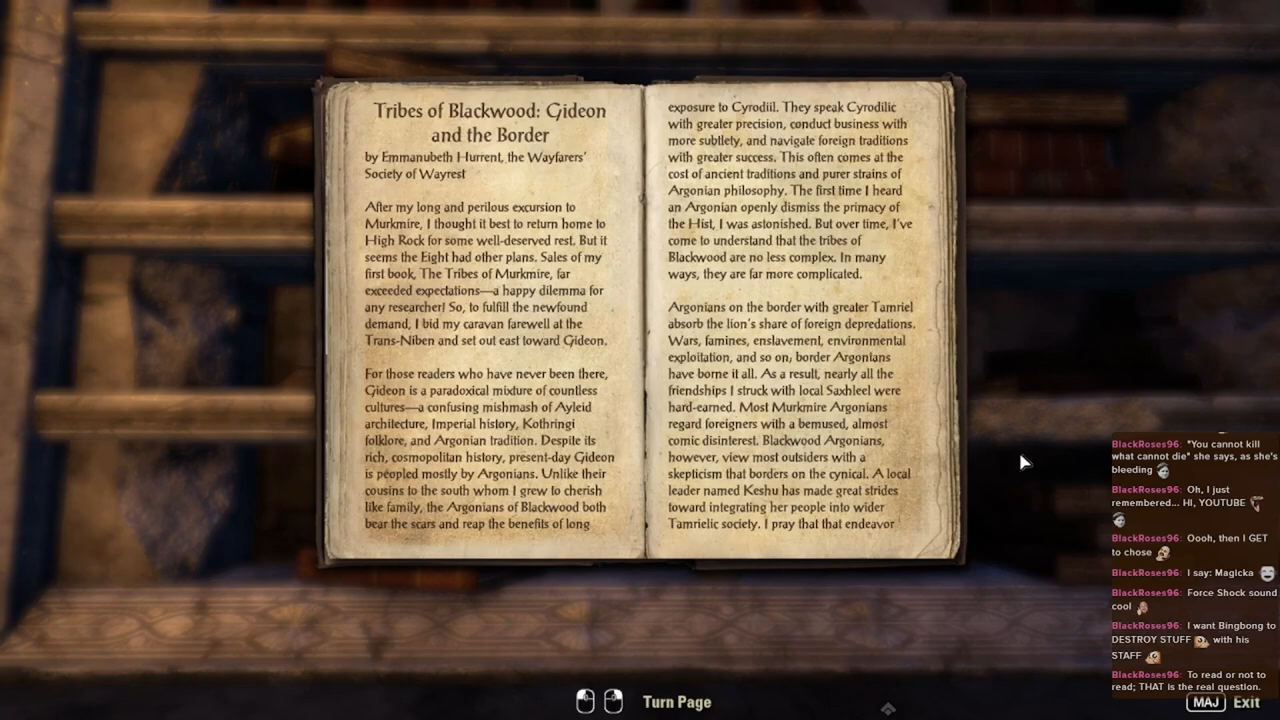 Tribes of Blackwood: Gideon
and the Border
by Emmanubeth Hurrent, the Wayfarers'
Society of Wayrest
After my long and perilous excursion to
Murkmire, I thought it best to return home to
High Rock for some well-deserved rest. But it
seems the Eight had other plans. Sales of my
first book, The Tribes of Murkmire, far
exceeded expectations—a happy dilemma for
any researcher! So, to fulfill the newfound
demand, I bid my caravan farewell at the
Trans-Niben and set out east toward Gideon.
For those readers who have never been there,
Gideon is a paradoxical mixture of countless
cultures—a confusing mishmash of Ayleid
architecture, Imperial history, Kothringi
folklore, and Argonian tradition. Despite its
rich, cosmopolitan history, present-day Gideon
is peopled mostly by Argonians. Unlike their
cousins to the south whom I grew to cherish
like family, the Argonians of Blackwood both
bear the scars and reap the benefits of long
exposure to Cyrodiil. They speak Cyrodilic
with greater precision, conduct business with
more subtlety, and navigate foreign traditions
with greater success. This often comes at the
cost of ancient traditions and purer strains of
Argonian philosophy. The first time I heard
an Argonian openly dismiss the primacy of
the Hist, I was astonished. But over time, I've
come to understand that the tribes of
Blackwood are no less complex. In many
ways, they are far more complicated.
Argonians on the border with greater Tamriel
absorb the lion's share of foreign depredations.
Wars, famines, enslavement, environmental
exploitation, and so on; border Argonians
have borne it all. As a result, nearly all the
friendships I struck with local Saxhleel were
hard-earned. Most Murkmire Argonians
regard foreigners with a bemused, almost
comic disinterest. Blackwood Argonians,
however, view most outsiders with a
skepticism that borders on the cynical. A local
leader named Keshu has made great strides
toward integrating her people into wider
Tamrielic society. I pray that that endeavor
BlackRoses96: "You cannot kill
what cannot die" she says, as she's
bleeding
BlackRoses96: Oh, I just
remembered... HI, YOUTUBE
BlackRoses96: Oooh, then I GET
to chose
BlackRoses96: I say: Magicka
BlackRoses96: Force Shock sound
cool
BlackRoses96: I want Bingbong to
DESTROY STUFF with his
STAFF
BlackRoses96: To read or not to
read; THAT is the real question.
Turn Page
MAJ Exit